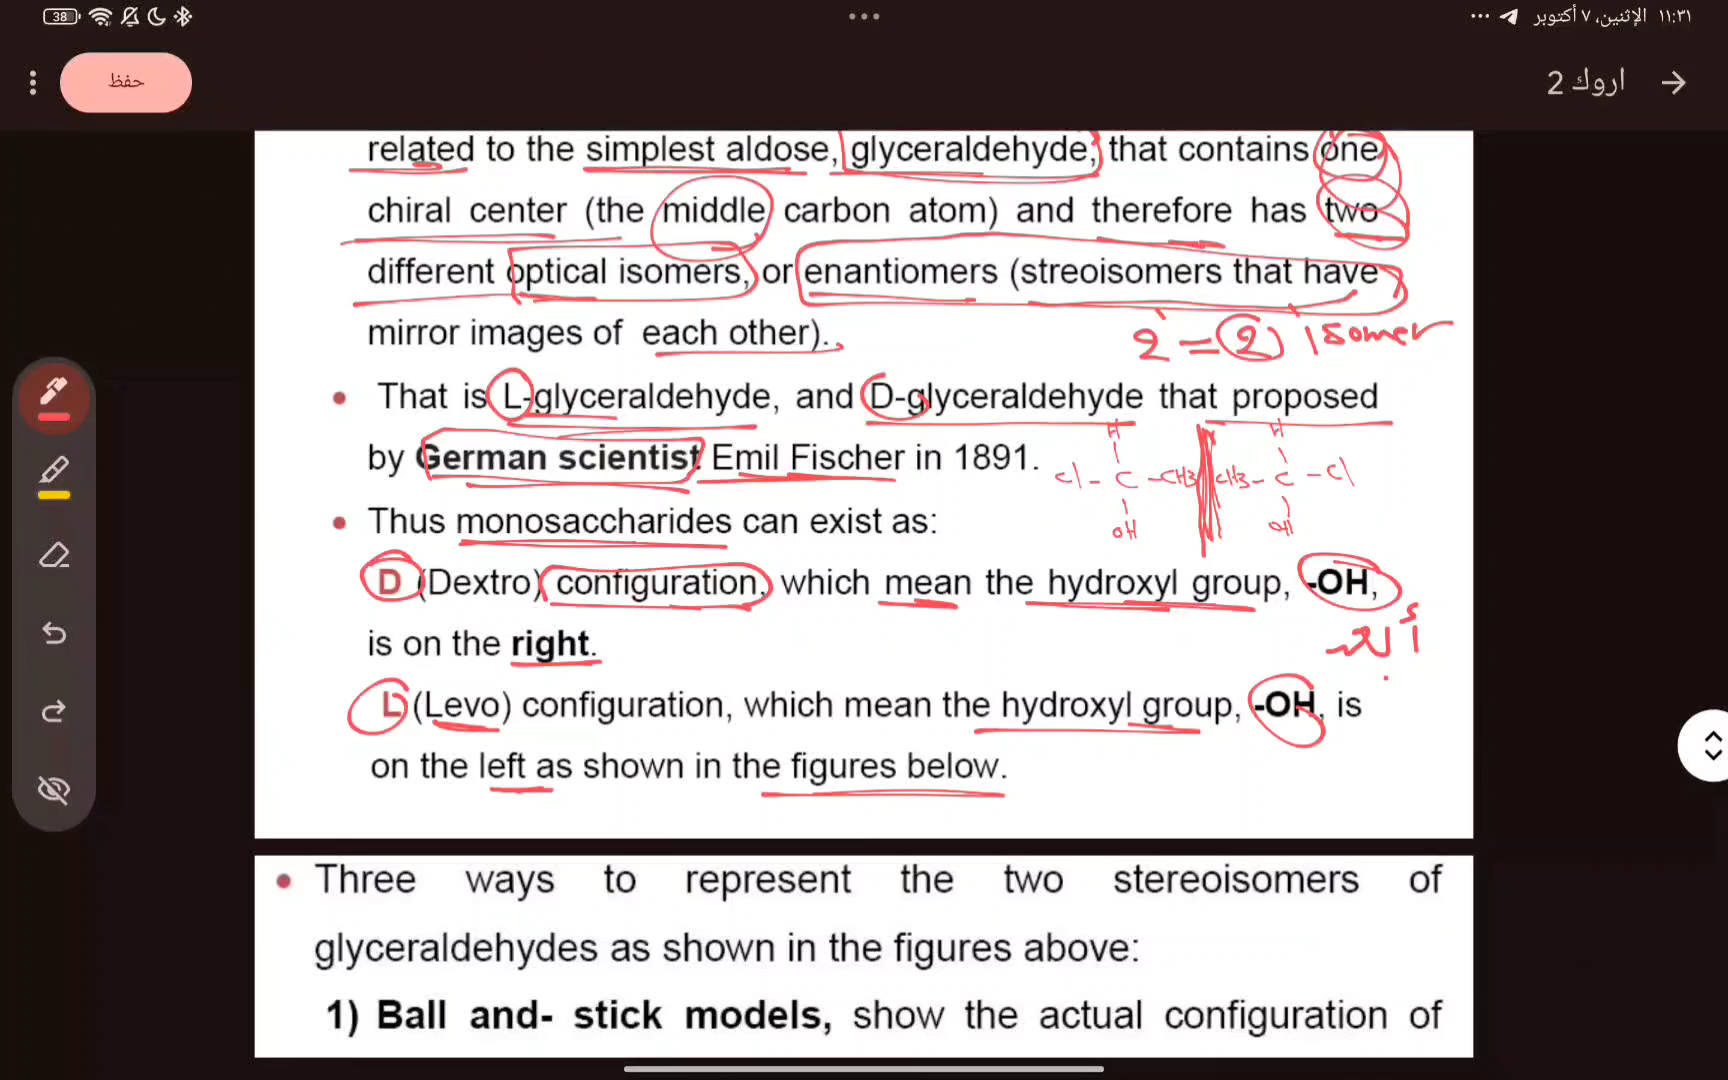 38
١١:٣١ الإثنين، ٧ أكتوبر
حفظ
اروك 2
related to the simplest aldose, glyceraldehyde, that contains one
chiral center (the middle carbon atom) and therefore has two
different optical isomers, or enantiomers (streoisomers that have
mirror images of each other).
2¹ = 2 isomer
That is L-glyceraldehyde, and D-glyceraldehyde that proposed
by German scientist Emil Fischer in 1891.
H H
Cl - C - CH3 CH3 - C - Cl
OH OH
Thus monosaccharides can exist as:
D (Dextro) configuration, which mean the hydroxyl group, -OH,
is on the right.
L (Levo) configuration, which mean the hydroxyl group, -OH, is
on the left as shown in the figures below.
Three ways to represent the two stereoisomers of
glyceraldehydes as shown in the figures above:
1) Ball and- stick models, show the actual configuration of